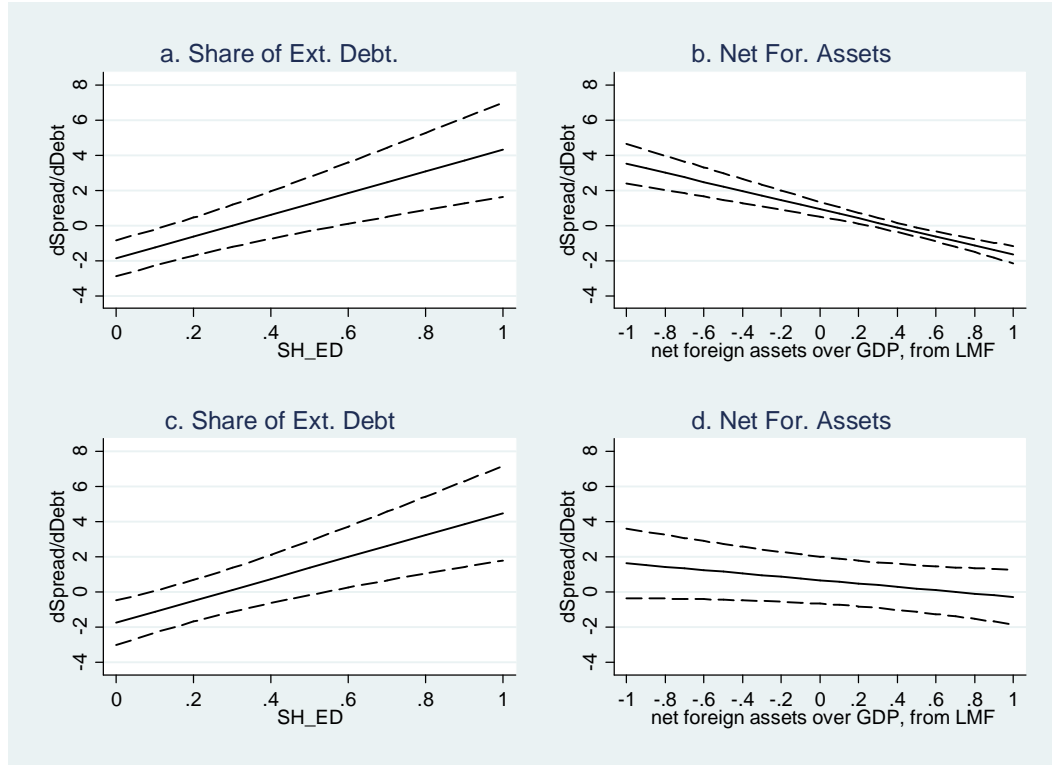 a. Share of Ext. Debt.
dSpread/dDebt
8
6
4
2
0
-2
-4
0 .2 .4 .6 .8 1
SH_ED
b. Net For. Assets
dSpread/dDebt
8
6
4
2
0
-2
-4
-1 -.8 -.6 -.4 -.2 0 .2 .4 .6 .8 1
net foreign assets over GDP, from LMF
c. Share of Ext. Debt
dSpread/dDebt
8
6
4
2
0
-2
-4
0 .2 .4 .6 .8 1
SH_ED
d. Net For. Assets
dSpread/dDebt
8
6
4
2
0
-2
-4
-1 -.8 -.6 -.4 -.2 0 .2 .4 .6 .8 1
net foreign assets over GDP, from LMF